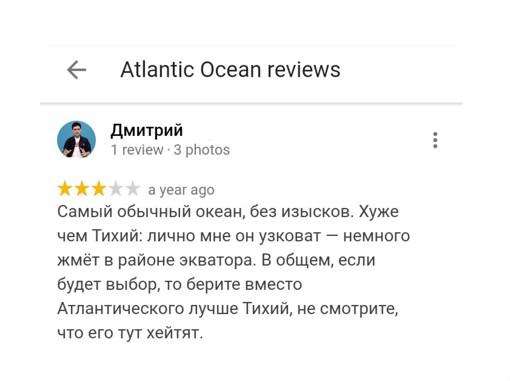 Atlantic Ocean reviews
Дмитрий
1 review · 3 photos
a year ago
Самый обычный океан, без изысков. Хуже
чем Тихий: лично мне он узковат — немного
жмёт в районе экватора. В общем, если
будет выбор, то берите вместо
Атлантического лучше Тихий, не смотрите,
что его тут хейтят.